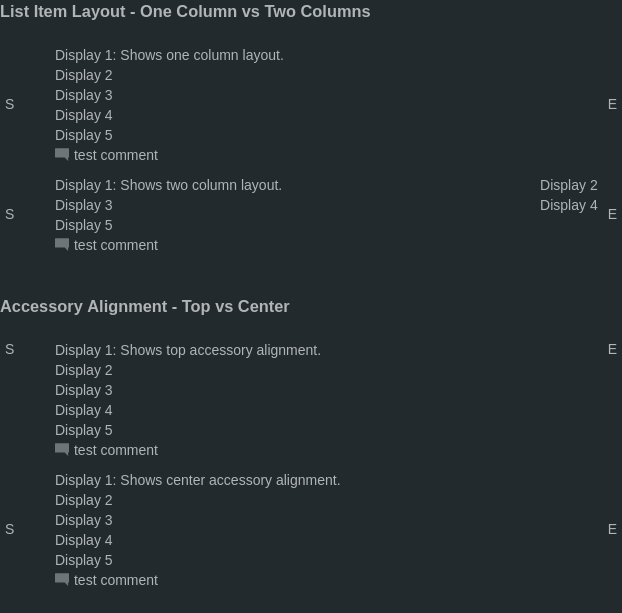 List Item Layout - One Column vs Two Columns
Display 1: Shows one column layout.
Display 2
Display 3
S E
Display 4
Display 5
test comment
Display 1: Shows two column layout. Display 2
Display 3 Display 4
S E
Display 5
test comment
Accessory Alignment - Top vs Center
S Display 1: Shows top accessory alignment. E
Display 2
Display 3
Display 4
Display 5
test comment
Display 1: Shows center accessory alignment.
Display 2
Display 3
S E
Display 4
Display 5
test comment